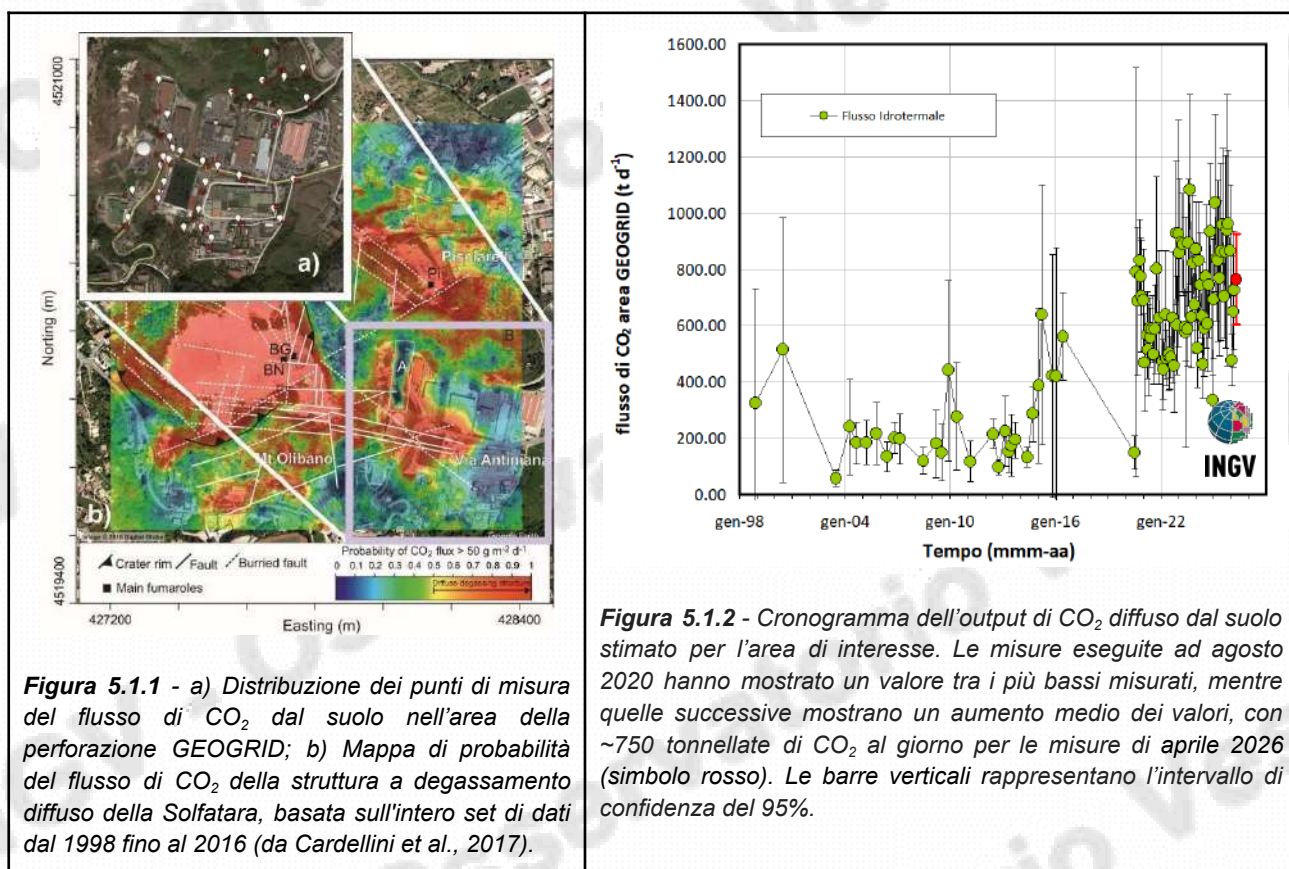 4521000
Norting (m)
4519400
a)
Pisciarelli
Pi
B
BG
BN
A
Mt Olibano
Via Antiniana
b)
Crater rim Fault Burried fault
Main fumaroles
Probability of CO₂ flux > 50 g m⁻² d⁻¹
0 0.1 0.2 0.3 0.4 0.5 0.6 0.7 0.8 0.9 1
Diffuse degassing structure
427200
428400
Easting (m)
Figura 5.1.1 - a) Distribuzione dei punti di misura
del flusso di CO₂ dal suolo nell'area della
perforazione GEOGRID; b) Mappa di probabilità
del flusso di CO₂ della struttura a degassamento
diffuso della Solfatara, basata sull'intero set di dati
dal 1998 fino al 2016 (da Cardellini et al., 2017).
flusso di CO₂ area GEOGRID (t d⁻¹)
1600.00
1400.00
1200.00
1000.00
800.00
600.00
400.00
200.00
0.00
Flusso Idrotermale
INGV
gen-98 gen-04 gen-10 gen-16 gen-22
Tempo (mmm-aa)
Figura 5.1.2 - Cronogramma dell'output di CO₂ diffuso dal suolo
stimato per l'area di interesse. Le misure eseguite ad agosto
2020 hanno mostrato un valore tra i più bassi misurati, mentre
quelle successive mostrano un aumento medio dei valori, con
~750 tonnellate di CO₂ al giorno per le misure di aprile 2026
(simbolo rosso). Le barre verticali rappresentano l'intervallo di
confidenza del 95%.